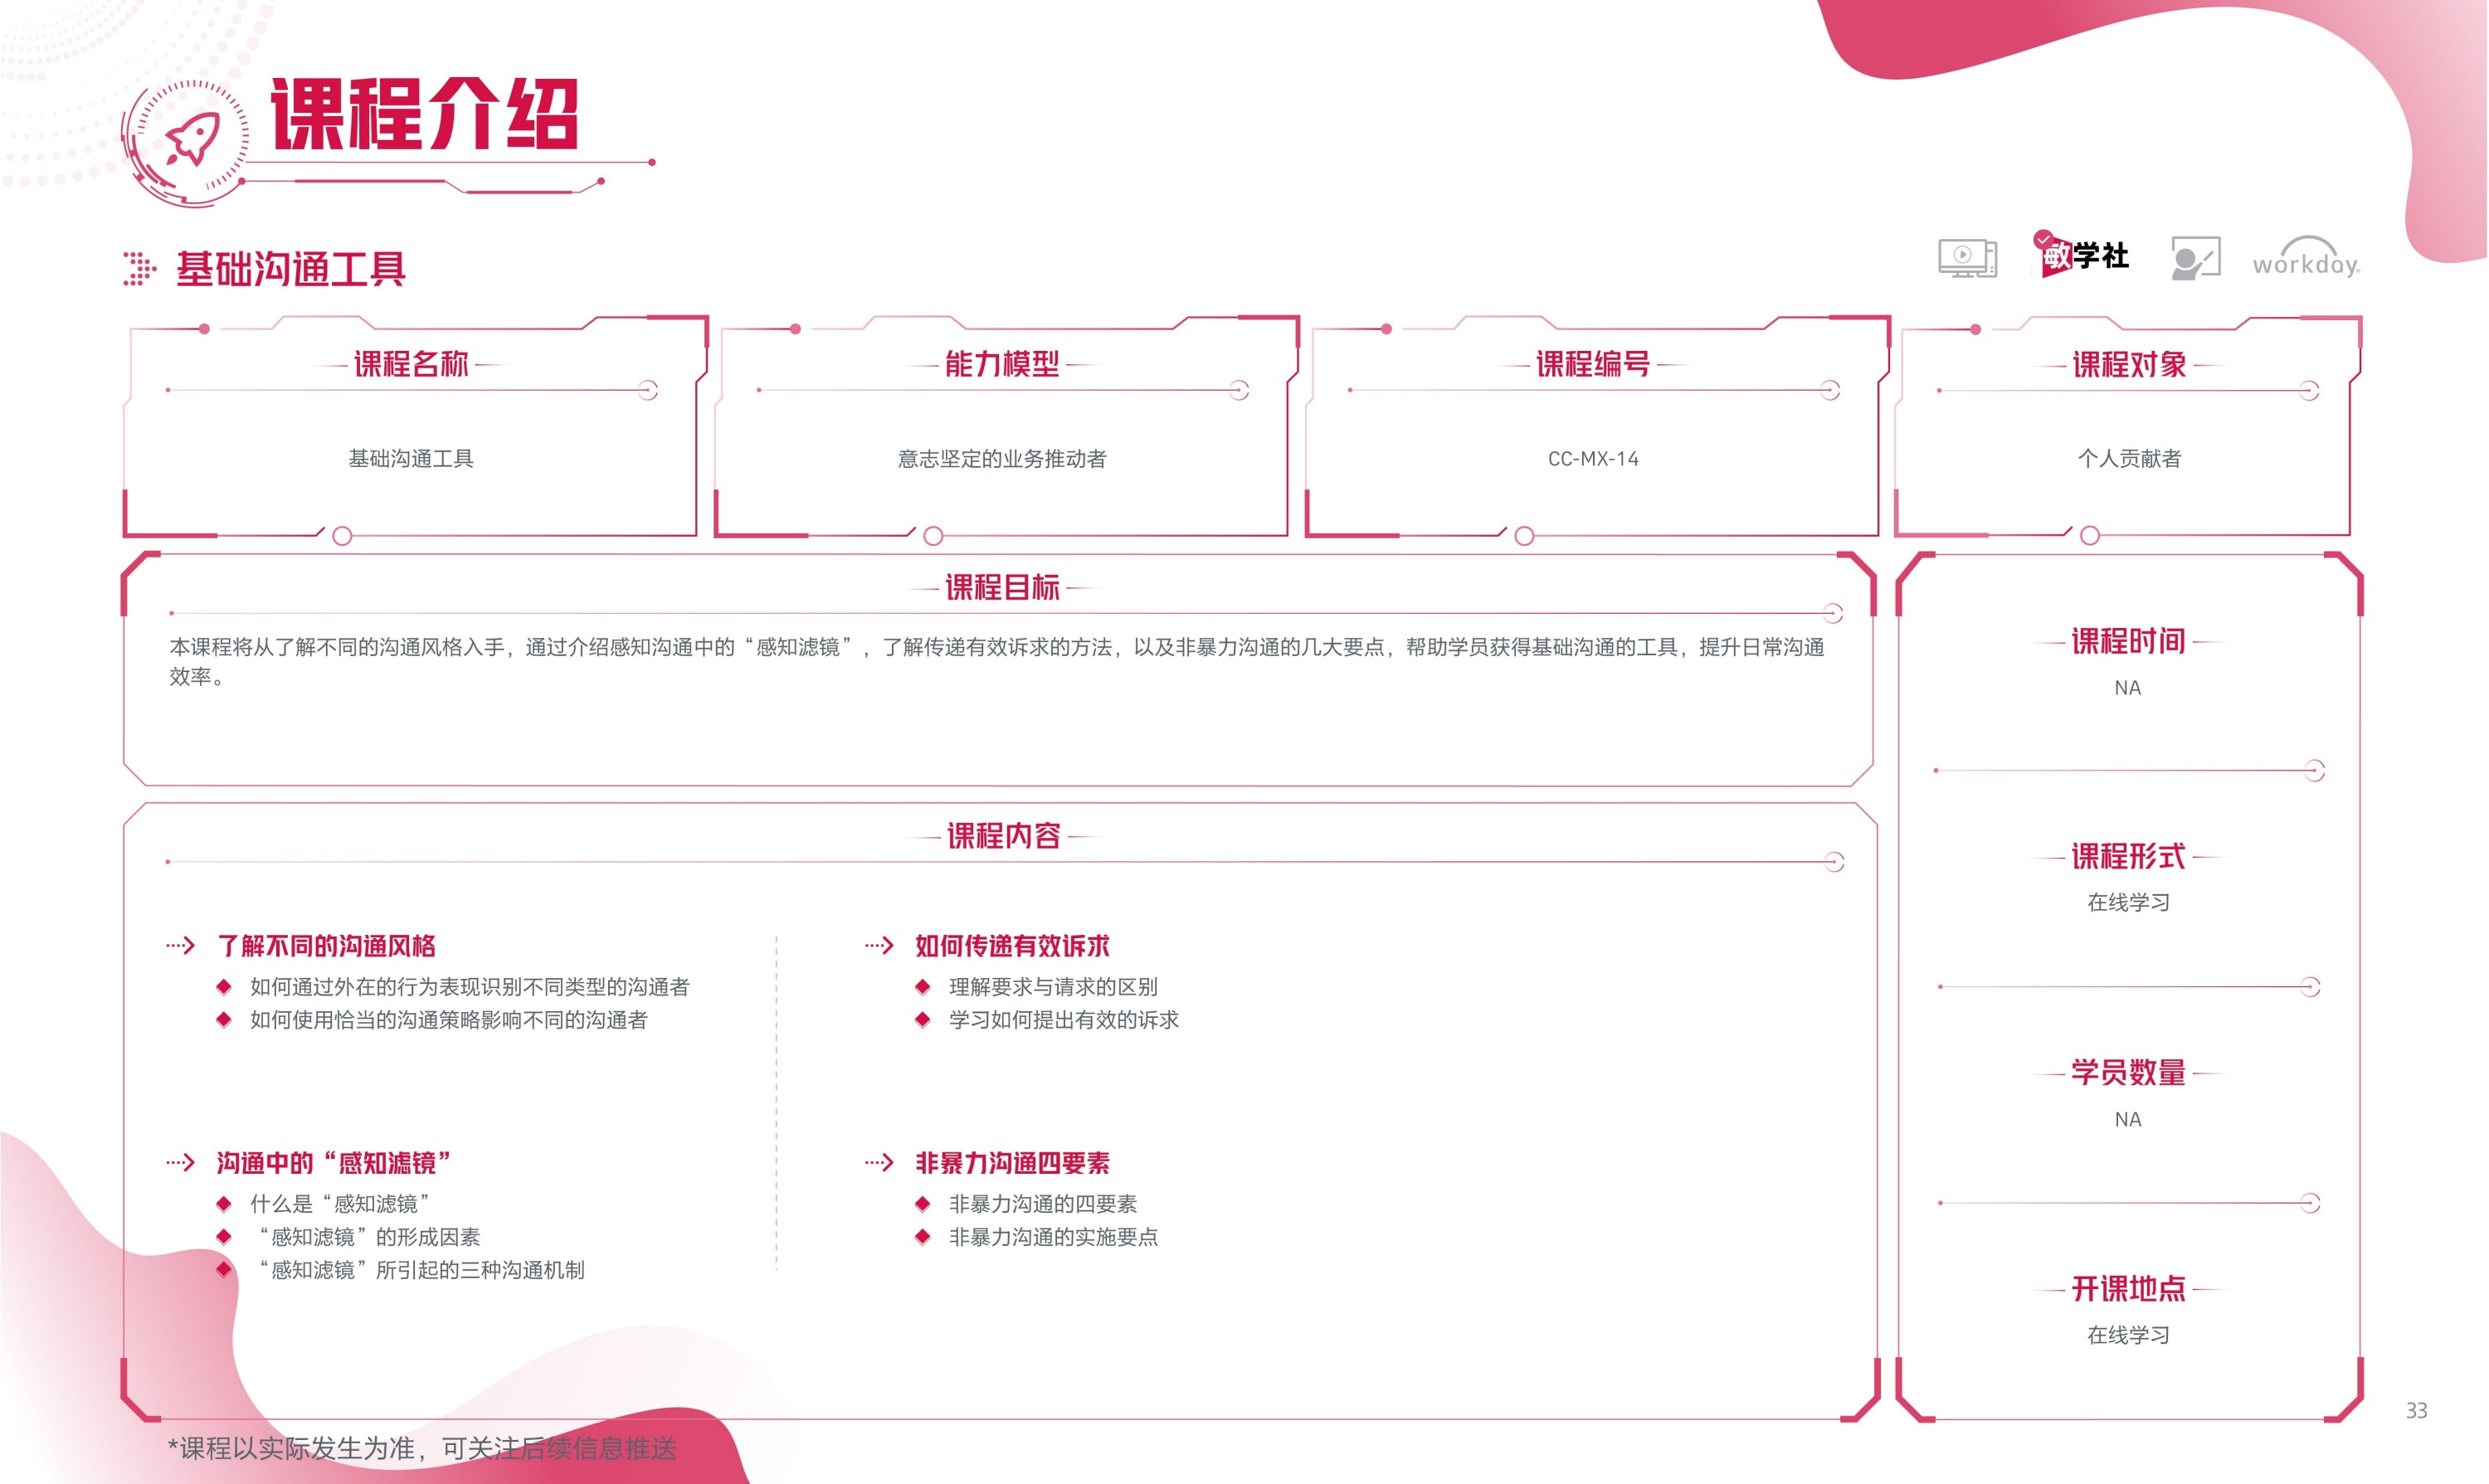 课程介绍
基础沟通工具
敏学社
workday.
课程名称
基础沟通工具
能力模型
意志坚定的业务推动者
课程编号
CC-MX-14
课程对象
个人贡献者
课程目标
本课程将从了解不同的沟通风格入手，通过介绍感知沟通中的“感知滤镜”，了解传递有效诉求的方法，以及非暴力沟通的几大要点，帮助学员获得基础沟通的工具，提升日常沟通
效率。
课程内容
了解不同的沟通风格
如何通过外在的行为表现识别不同类型的沟通者
如何使用恰当的沟通策略影响不同的沟通者
沟通中的“感知滤镜”
什么是“感知滤镜”
“感知滤镜”的形成因素
“感知滤镜”所引起的三种沟通机制
如何传递有效诉求
理解要求与请求的区别
学习如何提出有效的诉求
非暴力沟通四要素
非暴力沟通的四要素
非暴力沟通的实施要点
课程时间
NA
课程形式
在线学习
学员数量
NA
开课地点
在线学习
*课程以实际发生为准，可关注后续信息推送
33